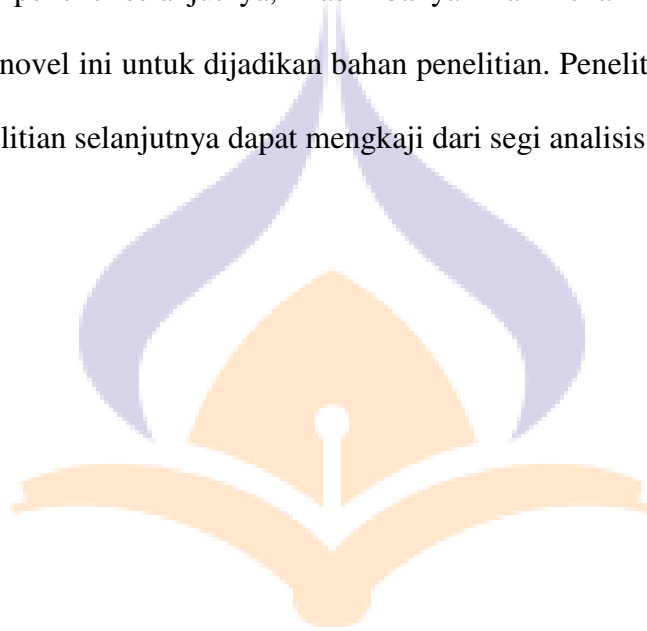 novel ini untuk dijadikan bahan penelitian. Penelit
litian selanjutnya dapat mengkaji dari segi analisis